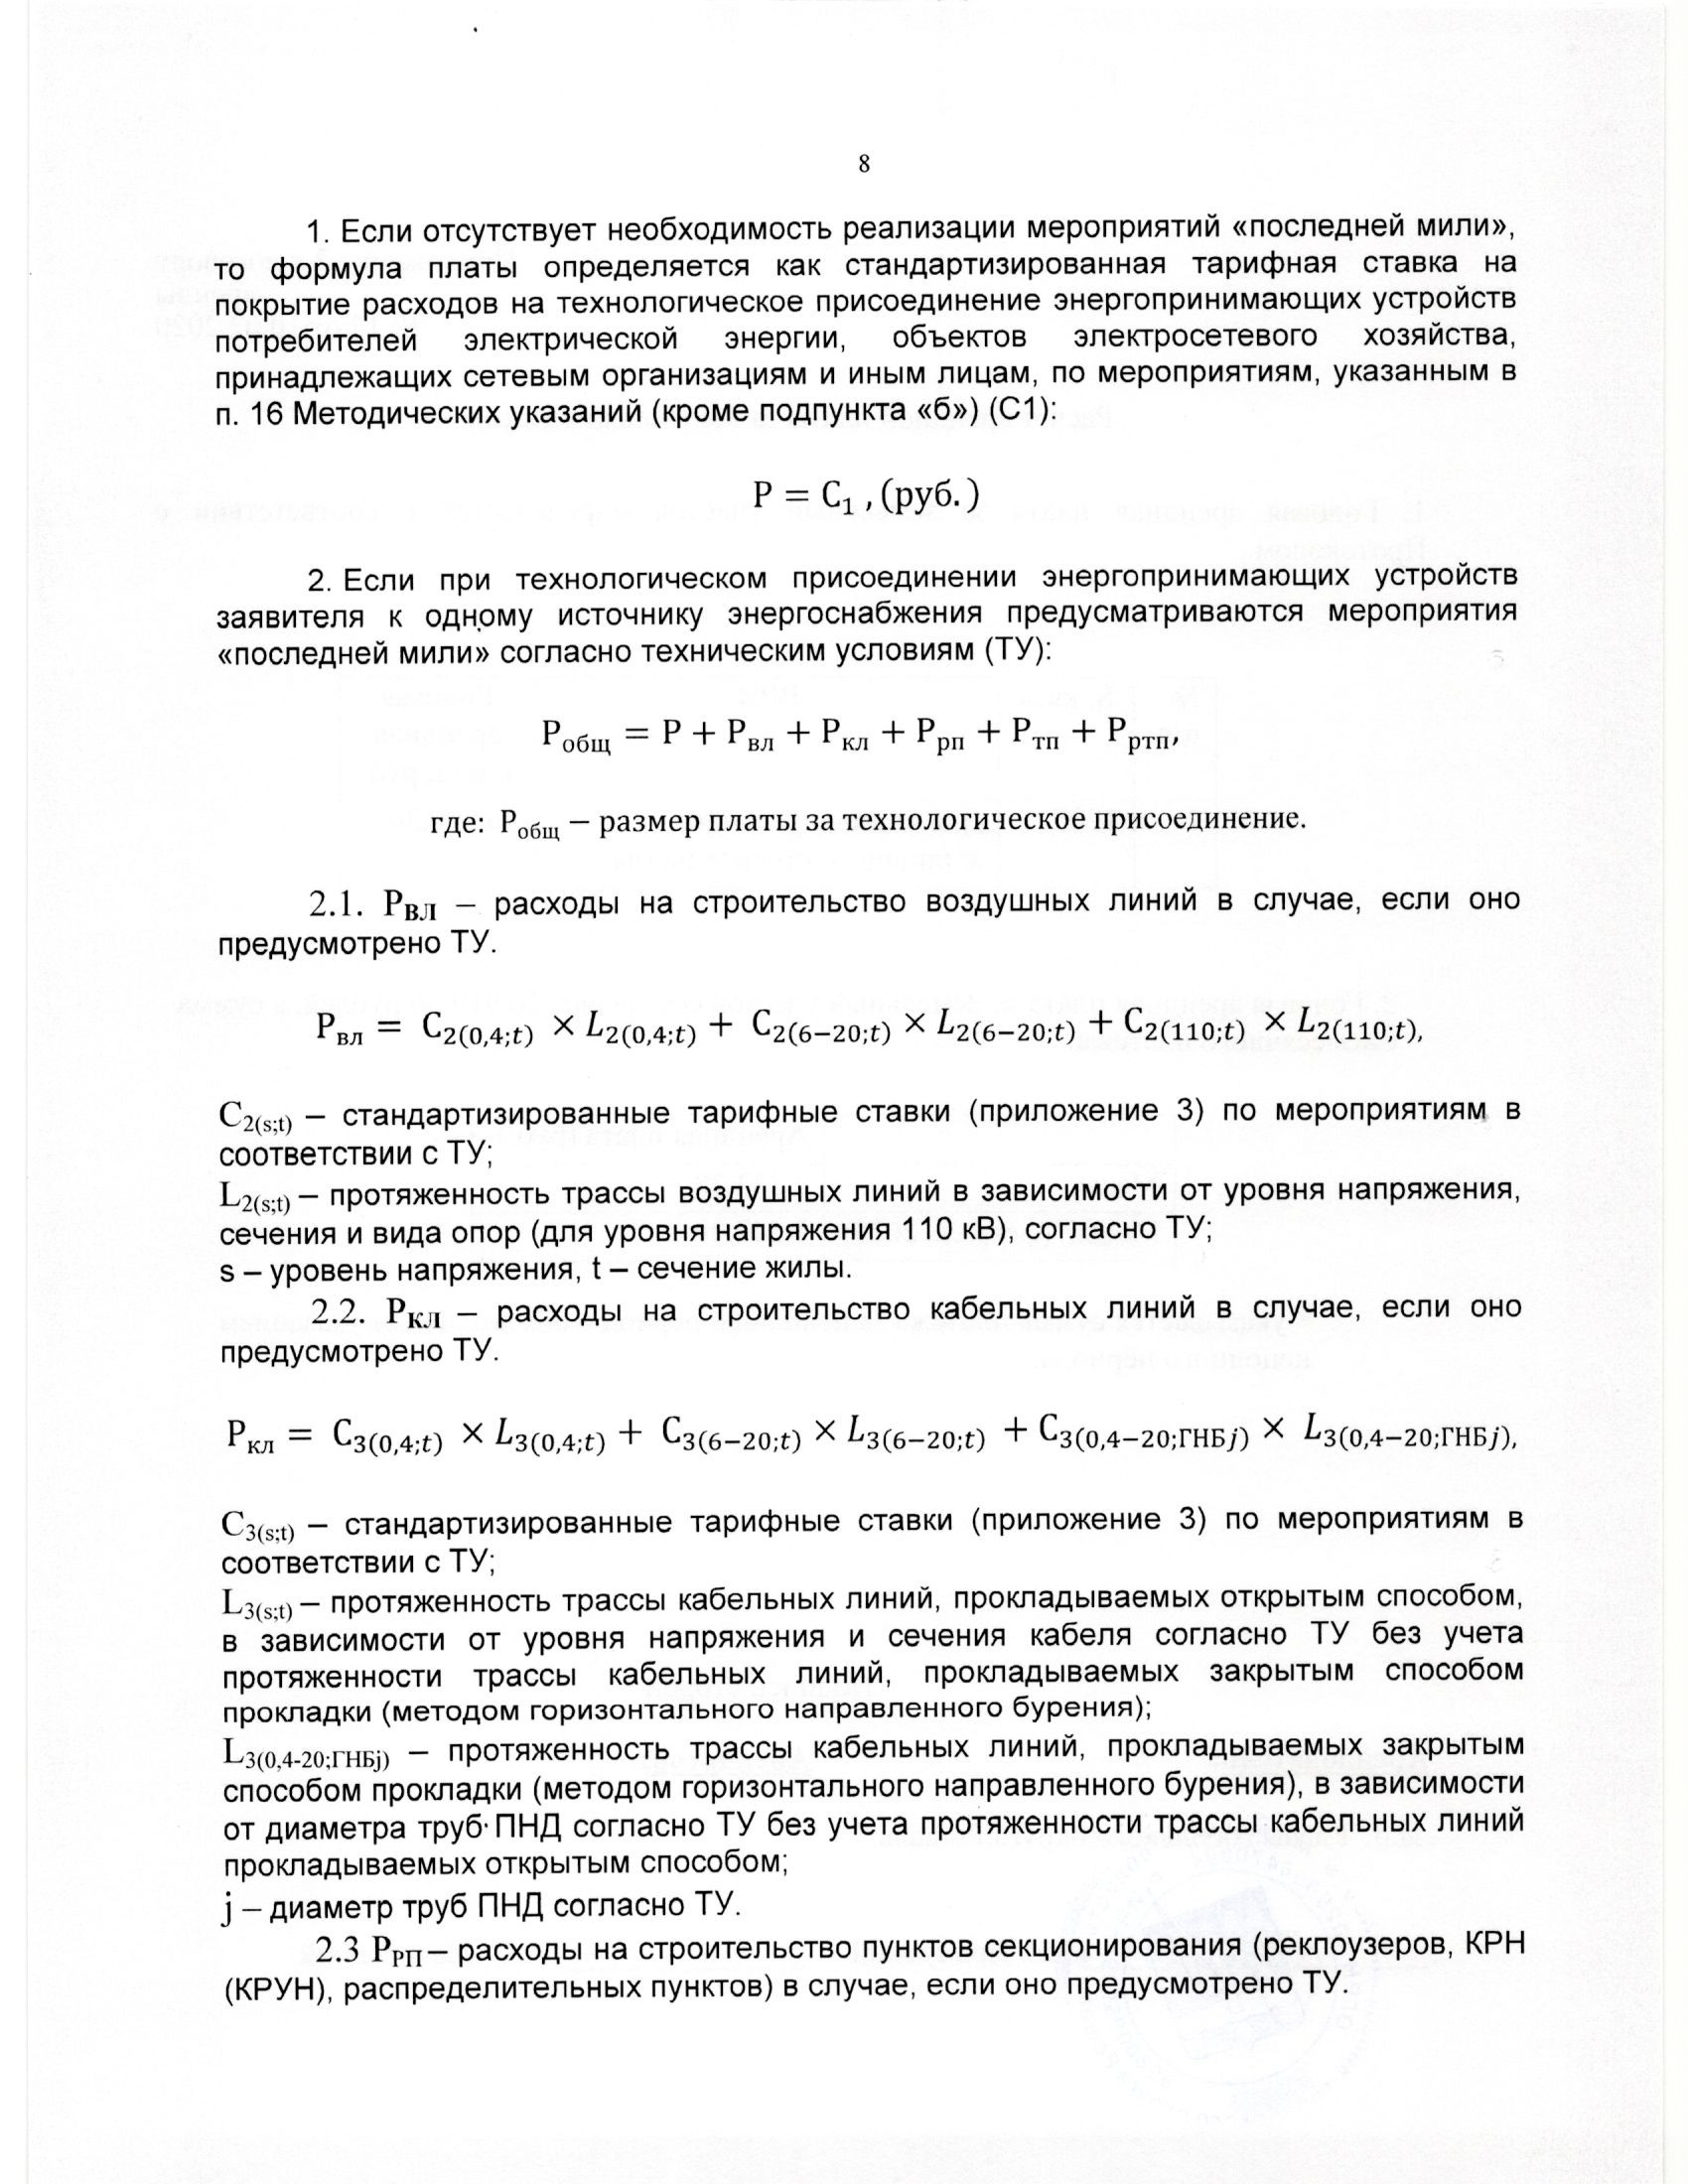 8
1. Если отсутствует необходимость реализации мероприятий «последней мили»,
то формула платы определяется как стандартизированная тарифная ставка на
покрытие расходов на технологическое присоединение энергопринимающих устройств
потребителей электрической энергии, объектов электросетевого хозяйства,
принадлежащих сетевым организациям и иным лицам, по мероприятиям, указанным в
п. 16 Методических указаний (кроме подпункта «б») (С1):
P = C₁ , (руб. )
2. Если при технологическом присоединении энергопринимающих устройств
заявителя к одному источнику энергоснабжения предусматриваются мероприятия
«последней мили» согласно техническим условиям (ТУ):
Pобщ = P + Pвл + Pкл + Pрп + Pтп + Pртп,
где: Pобщ – размер платы за технологическое присоединение.
2.1. PВЛ – расходы на строительство воздушных линий в случае, если оно
предусмотрено ТУ.
Pвл = C2(0,4;t) × L2(0,4;t) + C2(6−20;t) × L2(6−20;t) + C2(110;t) × L2(110;t),
C2(s;t) – стандартизированные тарифные ставки (приложение 3) по мероприятиям в
соответствии с ТУ;
L2(s;t) – протяженность трассы воздушных линий в зависимости от уровня напряжения,
сечения и вида опор (для уровня напряжения 110 кВ), согласно ТУ;
s – уровень напряжения, t – сечение жилы.
2.2. PКЛ – расходы на строительство кабельных линий в случае, если оно
предусмотрено ТУ.
Pкл = C3(0,4;t) × L3(0,4;t) + C3(6−20;t) × L3(6−20;t) + C3(0,4−20;ГНБj) × L3(0,4−20;ГНБj),
C3(s;t) – стандартизированные тарифные ставки (приложение 3) по мероприятиям в
соответствии с ТУ;
L3(s;t) – протяженность трассы кабельных линий, прокладываемых открытым способом,
в зависимости от уровня напряжения и сечения кабеля согласно ТУ без учета
протяженности трассы кабельных линий, прокладываемых закрытым способом
прокладки (методом горизонтального направленного бурения);
L3(0,4-20;ГНБj) – протяженность трассы кабельных линий, прокладываемых закрытым
способом прокладки (методом горизонтального направленного бурения), в зависимости
от диаметра труб ПНД согласно ТУ без учета протяженности трассы кабельных линий
прокладываемых открытым способом;
j – диаметр труб ПНД согласно ТУ.
2.3 PРП – расходы на строительство пунктов секционирования (реклоузеров, КРН
(КРУН), распределительных пунктов) в случае, если оно предусмотрено ТУ.